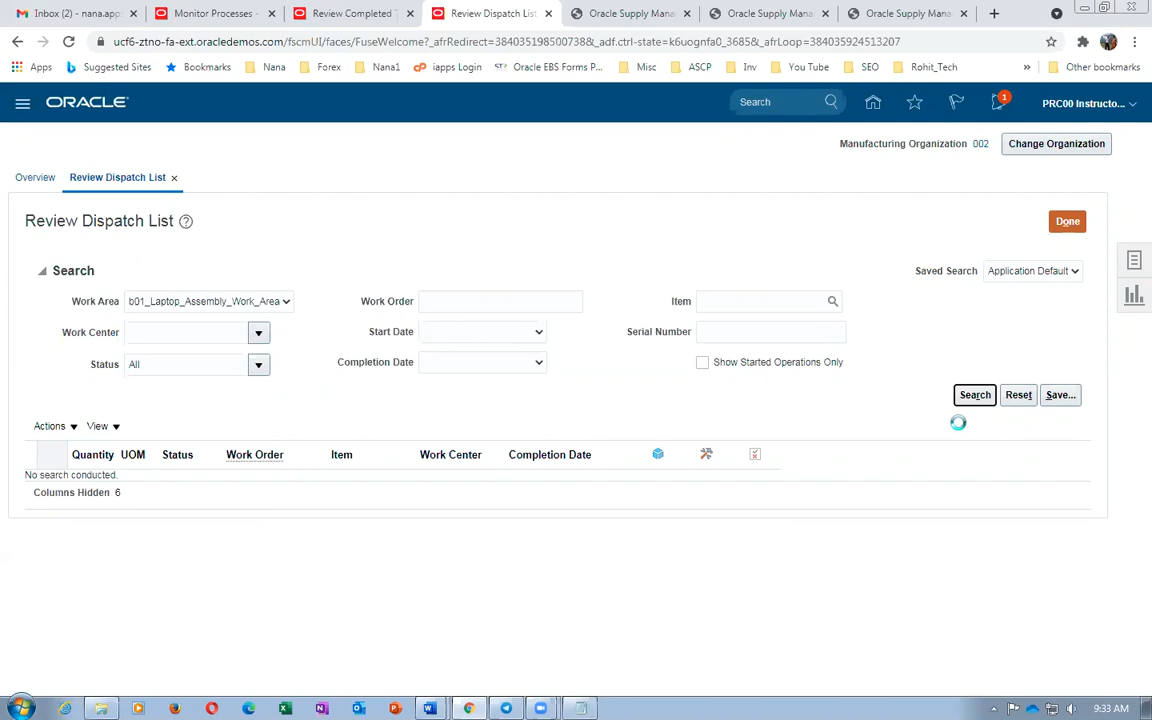 Inbox (2) - nana.app:
Monitor Processes -
Review Completed T
Review Dispatch List
Oracle Supply Mana
Oracle Supply Mana
Oracle Supply Mana
ucf6-ztno-fa-ext.oracledemos.com/fscmUI/faces/FuseWelcome?_afrRedirect=384035198500738&_adf.ctrl-state=k6uognfa0_3685&_afrLoop=384035924513207
Apps Suggested Sites Bookmarks Nana Forex Nana1 iapps Login Oracle EBS Forms P... Misc ASCP Inv You Tube SEO Rohit_Tech » Other bookmarks
ORACLE Search 1 PRC00 Instructo...
Manufacturing Organization 002 Change Organization
Overview Review Dispatch List
Review Dispatch List Done
Search Saved Search Application Default
Work Area b01_Laptop_Assembly_Work_Area Work Order Item
Work Center Start Date Serial Number
Status All Completion Date Show Started Operations Only
Search Reset Save...
Actions View
Quantity UOM Status Work Order Item Work Center Completion Date
No search conducted.
Columns Hidden 6
9:33 AM